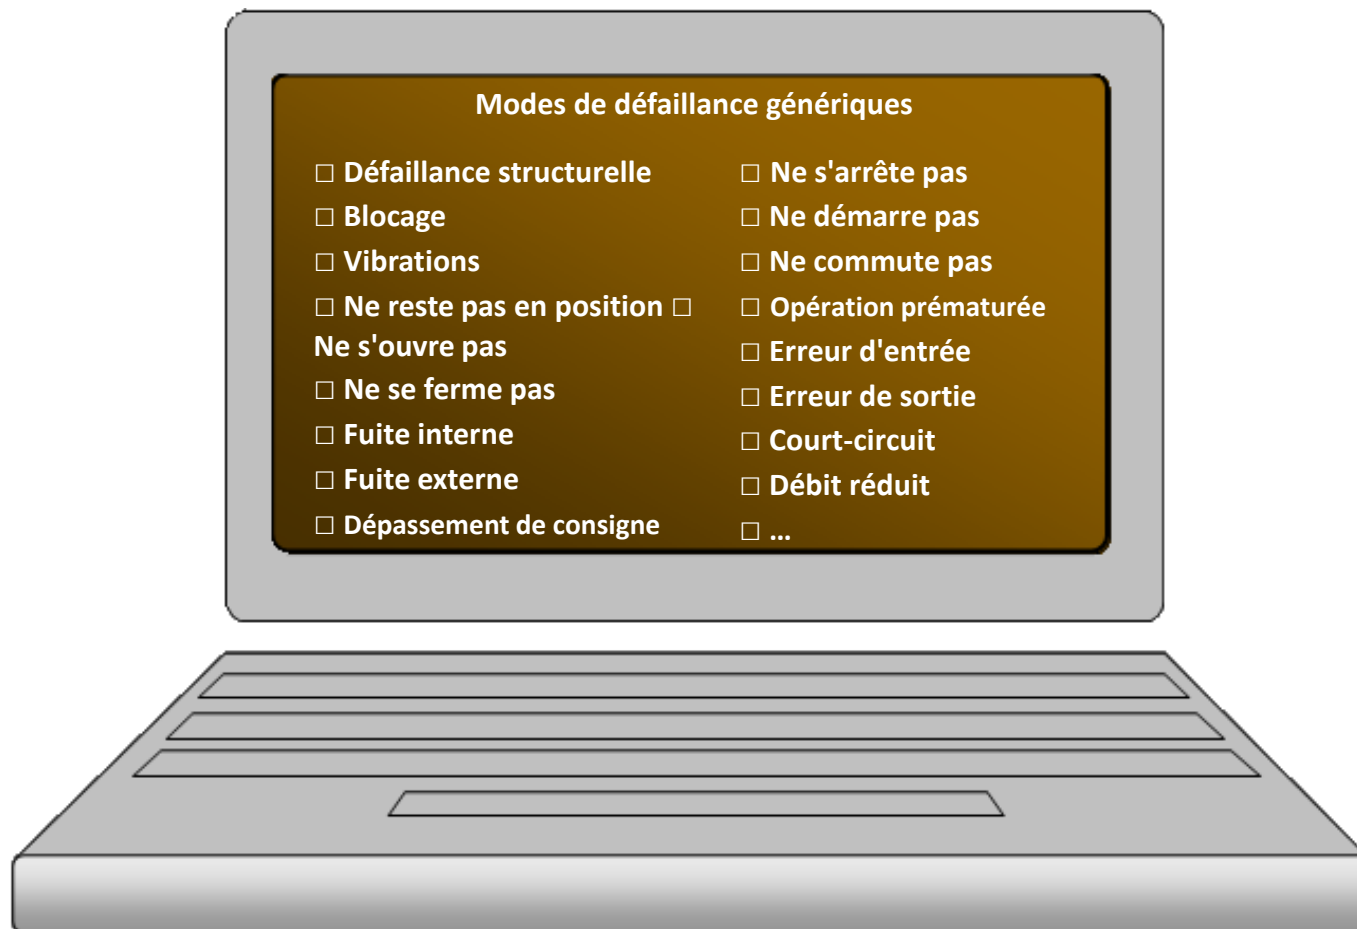 Modes de défaillance génériques
□ Défaillance structurelle
□ Blocage
□ Vibrations
□ Ne reste pas en position □
Ne s'ouvre pas
□ Ne se ferme pas
□ Fuite interne
□ Fuite externe
□ Dépassement de consigne
□ Ne s'arrête pas
□ Ne démarre pas
□ Ne commute pas
□ Opération prématurée
□ Erreur d'entrée
□ Erreur de sortie
□ Court-circuit
□ Débit réduit
□ ...